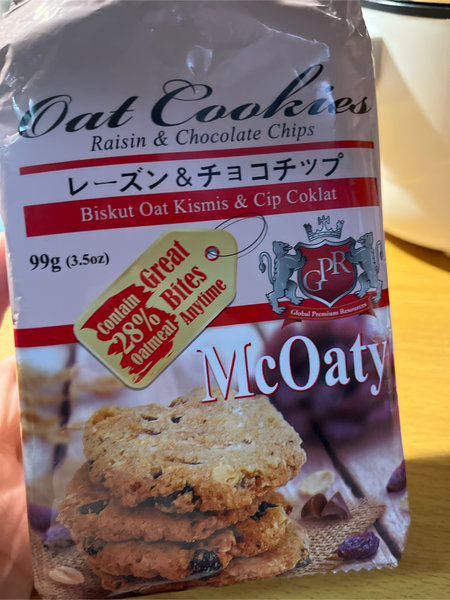 Oat Cookies
Raisin & Chocolate Chips
レーズン&チョコチップ
Biskut Oat Kismis & Cip Coklat
99g (3.5oz)
Contain
28%
Oatmeal
Great
Bites
Anytime
GPR
Global Premium Resources
McOaty